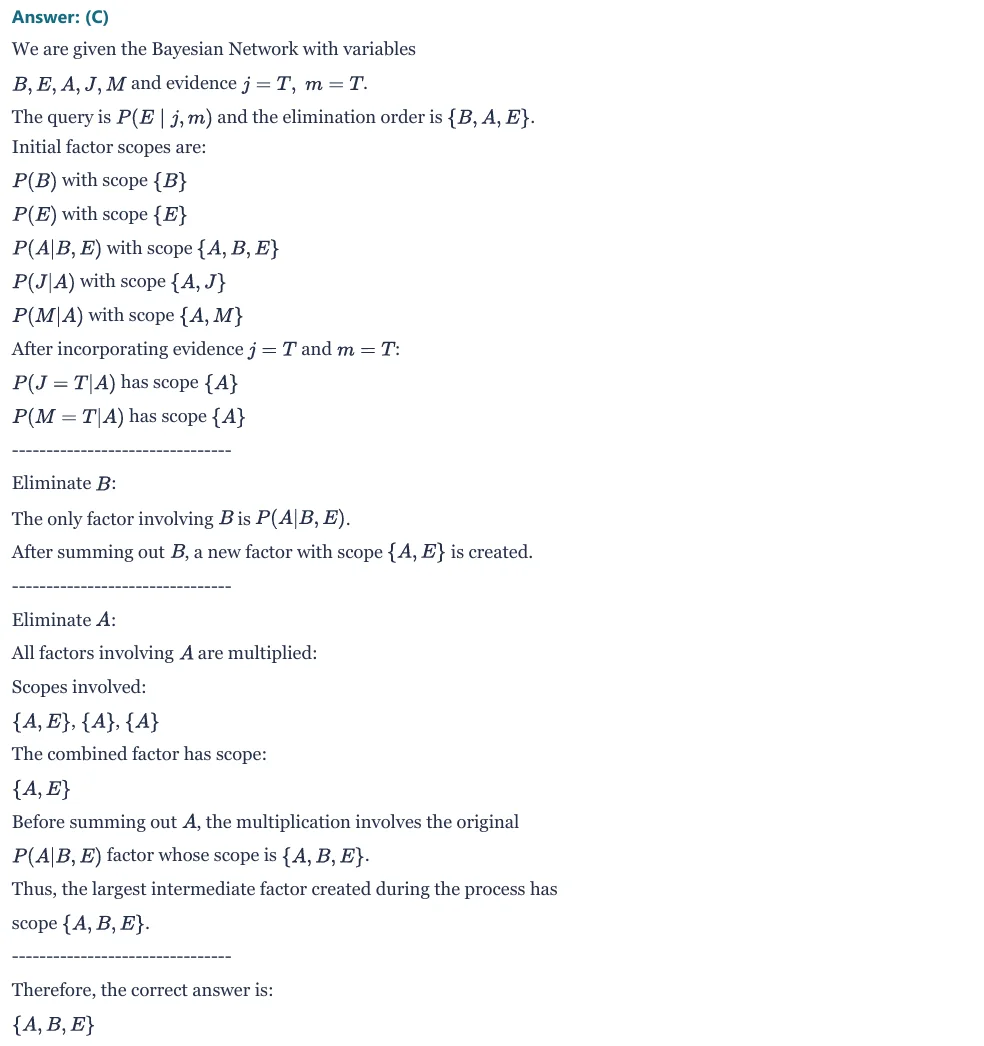 Answer: (C)
We are given the Bayesian Network with variables
B, E, A, J, M and evidence j = T, m = T.
The query is P(E | j, m) and the elimination order is {B, A, E}.
Initial factor scopes are:
P(B) with scope {B}
P(E) with scope {E}
P(A|B, E) with scope {A, B, E}
P(J|A) with scope {A, J}
P(M|A) with scope {A, M}
After incorporating evidence j = T and m = T:
P(J = T|A) has scope {A}
P(M = T|A) has scope {A}
--------------------------------
Eliminate B:
The only factor involving B is P(A|B, E).
After summing out B, a new factor with scope {A, E} is created.
--------------------------------
Eliminate A:
All factors involving A are multiplied:
Scopes involved:
{A, E}, {A}, {A}
The combined factor has scope:
{A, E}
Before summing out A, the multiplication involves the original
P(A|B, E) factor whose scope is {A, B, E}.
Thus, the largest intermediate factor created during the process has
scope {A, B, E}.
--------------------------------
Therefore, the correct answer is:
{A, B, E}